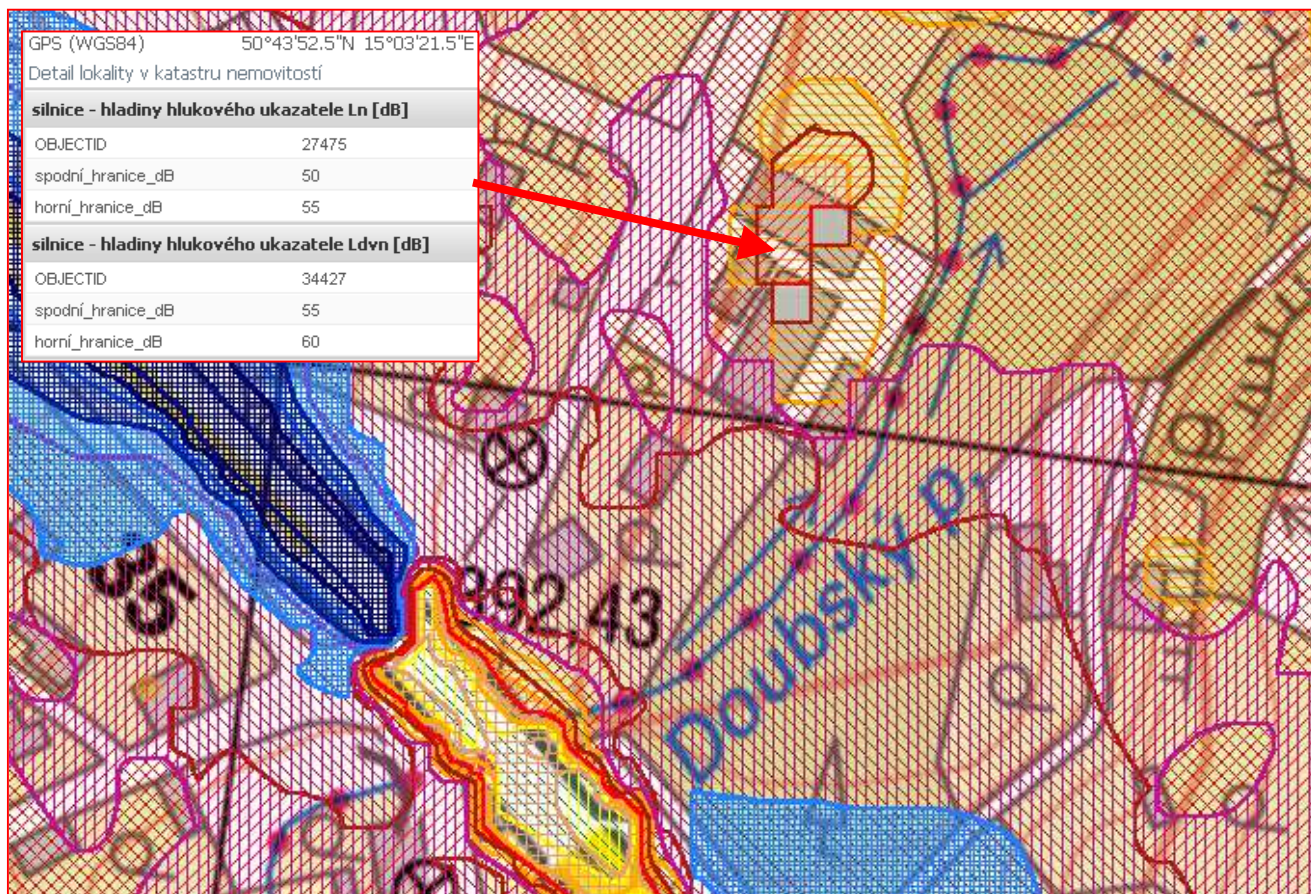 GPS (WGS84) 50°43'52.5"N 15°03'21.5"E
Detail lokality v katastru nemovitostí
silnice - hladiny hlukového ukazatele Ln [dB]
OBJECTID 27475
spodní_hranice_dB 50
horní_hranice_dB 55
silnice - hladiny hlukového ukazatele Ldvn [dB]
OBJECTID 34427
spodní_hranice_dB 55
horní_hranice_dB 60
35
392,43
Doubský p.